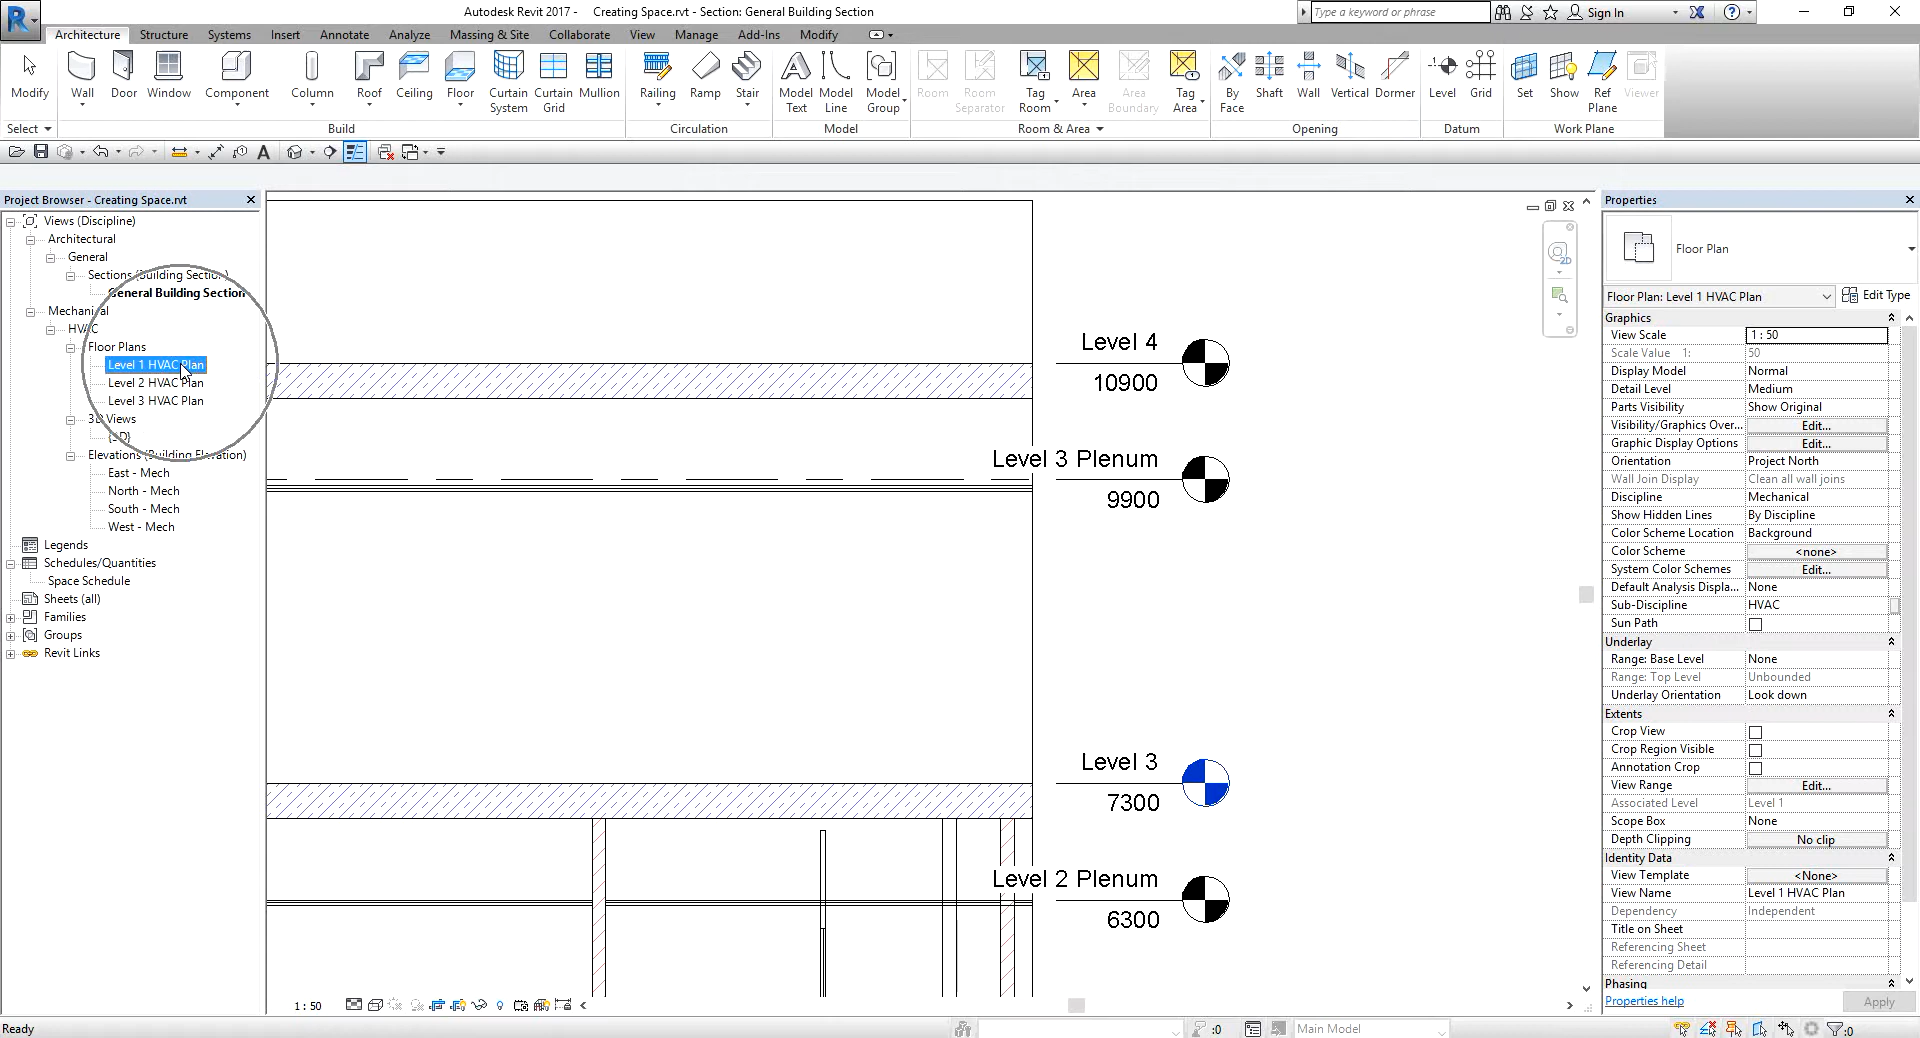 Autodesk Revit 2017 - Creating Space.rvt - Section: General Building Section
Type a keyword or phrase
Sign In
Architecture Structure Systems Insert Annotate Analyze Massing & Site Collaborate View Manage Add-Ins Modify
Modify Wall Door Window Component Column Roof Ceiling Floor Curtain System Curtain Grid Mullion Railing Ramp Stair Model Text Model Line Model Group Room Room Separator Tag Room Area Area Boundary Tag Area By Face Shaft Wall Vertical Dormer Level Grid Set Show Ref Plane Viewer
Select Build Circulation Model Room & Area Opening Datum Work Plane
Project Browser - Creating Space.rvt
Views (Discipline)
Architectural
General
Sections (Building Section)
General Building Section
Mechanical
HVAC
Floor Plans
Level 1 HVAC Plan
Level 2 HVAC Plan
Level 3 HVAC Plan
3D Views
{3D}
Elevations (Building Elevation)
East - Mech
North - Mech
South - Mech
West - Mech
Legends
Schedules/Quantities
Space Schedule
Sheets (all)
Families
Groups
Revit Links
2D
Level 4
10900
Level 3 Plenum
9900
Level 3
7300
Level 2 Plenum
6300
Properties
Floor Plan
Floor Plan: Level 1 HVAC Plan Edit Type
Graphics
View Scale 1 : 50
Scale Value 1: 50
Display Model Normal
Detail Level Medium
Parts Visibility Show Original
Visibility/Graphics Over... Edit...
Graphic Display Options Edit...
Orientation Project North
Wall Join Display Clean all wall joins
Discipline Mechanical
Show Hidden Lines By Discipline
Color Scheme Location Background
Color Scheme <none>
System Color Schemes Edit...
Default Analysis Displa... None
Sub-Discipline HVAC
Sun Path
Underlay
Range: Base Level None
Range: Top Level Unbounded
Underlay Orientation Look down
Extents
Crop View
Crop Region Visible
Annotation Crop
View Range Edit...
Associated Level Level 1
Scope Box None
Depth Clipping No clip
Identity Data
View Template <None>
View Name Level 1 HVAC Plan
Dependency Independent
Title on Sheet
Referencing Sheet
Referencing Detail
Phasing
Properties help Apply
1 : 50
Ready
:0
Main Model
:0